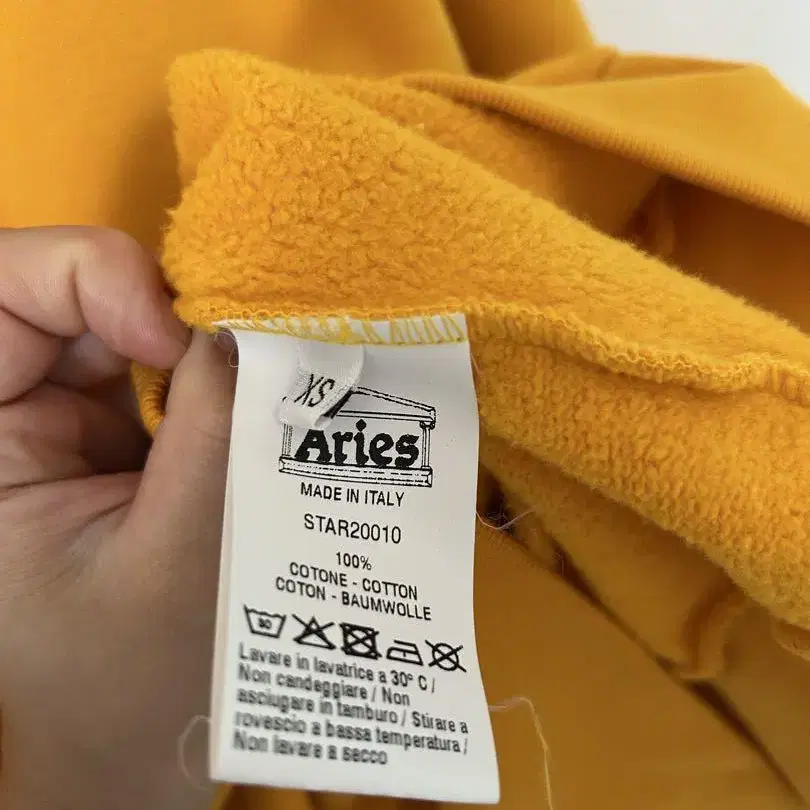 XS
Aries
MADE IN ITALY
STAR20010
100%
COTONE - COTTON
COTON - BAUMWOLLE
30
Lavare in lavatrice a 30° C /
Non candeggiare / Non
asciugare in tamburo / Stirare a
rovescio a bassa temperatura /
Non lavare a secco